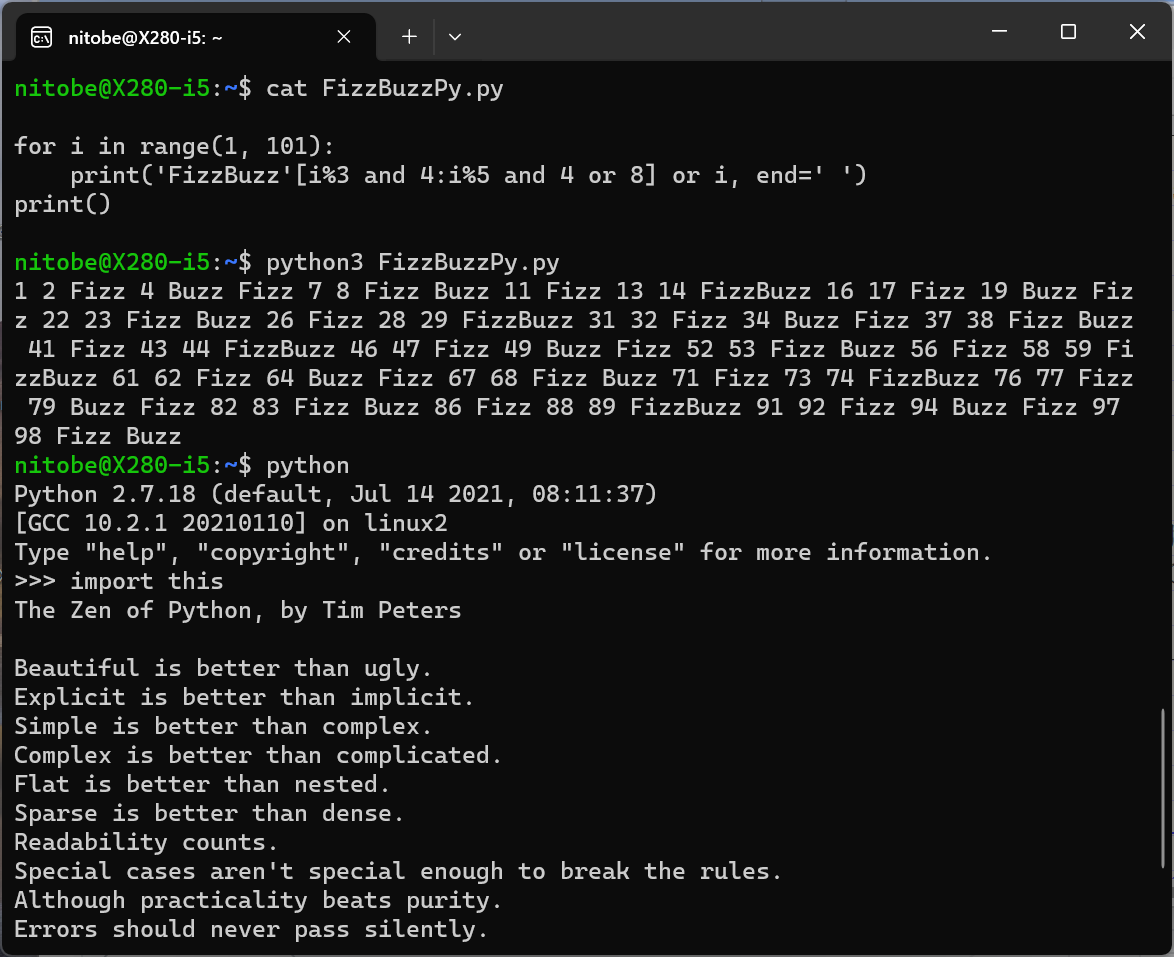 nitobe@X280-i5: ~
nitobe@X280-i5:~$ cat FizzBuzzPy.py

for i in range(1, 101):
    print('FizzBuzz'[i%3 and 4:i%5 and 4 or 8] or i, end=' ')
print()

nitobe@X280-i5:~$ python3 FizzBuzzPy.py
1 2 Fizz 4 Buzz Fizz 7 8 Fizz Buzz 11 Fizz 13 14 FizzBuzz 16 17 Fizz 19 Buzz Fiz
z 22 23 Fizz Buzz 26 Fizz 28 29 FizzBuzz 31 32 Fizz 34 Buzz Fizz 37 38 Fizz Buzz
 41 Fizz 43 44 FizzBuzz 46 47 Fizz 49 Buzz Fizz 52 53 Fizz Buzz 56 Fizz 58 59 Fi
zzBuzz 61 62 Fizz 64 Buzz Fizz 67 68 Fizz Buzz 71 Fizz 73 74 FizzBuzz 76 77 Fizz
 79 Buzz Fizz 82 83 Fizz Buzz 86 Fizz 88 89 FizzBuzz 91 92 Fizz 94 Buzz Fizz 97
98 Fizz Buzz
nitobe@X280-i5:~$ python
Python 2.7.18 (default, Jul 14 2021, 08:11:37)
[GCC 10.2.1 20210110] on linux2
Type "help", "copyright", "credits" or "license" for more information.
>>> import this
The Zen of Python, by Tim Peters

Beautiful is better than ugly.
Explicit is better than implicit.
Simple is better than complex.
Complex is better than complicated.
Flat is better than nested.
Sparse is better than dense.
Readability counts.
Special cases aren't special enough to break the rules.
Although practicality beats purity.
Errors should never pass silently.